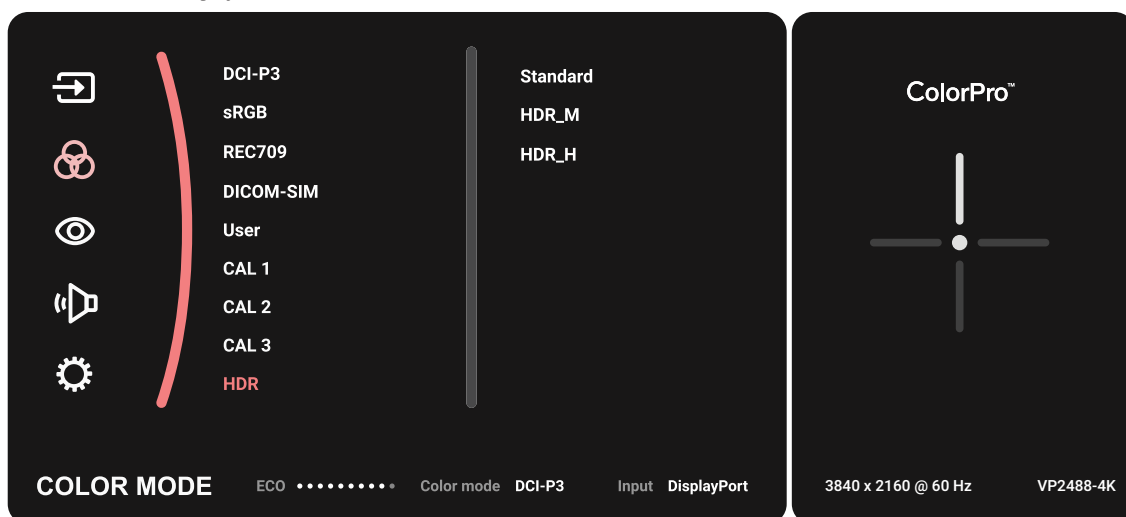 DCI-P3
sRGB
REC709
DICOM-SIM
User
CAL 1
CAL 2
CAL 3
HDR
Standard
HDR_M
HDR_H
COLOR MODE
ECO
Color mode DCI-P3
Input DisplayPort
ColorPro™
3840 x 2160 @ 60 Hz
VP2488-4K